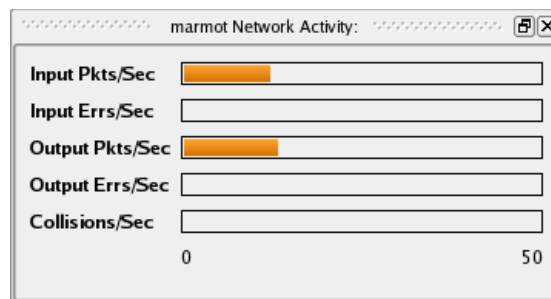 marmot Network Activity:
Input Pkts/Sec
Input Errs/Sec
Output Pkts/Sec
Output Errs/Sec
Collisions/Sec
0 50